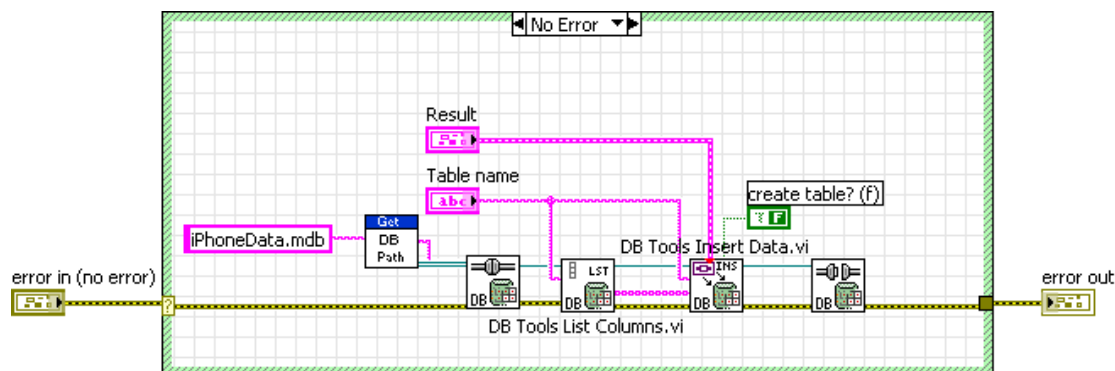 No Error
Result
Table name
abc
create table? (f)
F
Get
DB
Path
iPhoneData.mdb
DB Tools Insert Data.vi
error in (no error)
error out
DB
LST
DB
INS
DB
DB
?
DB Tools List Columns.vi